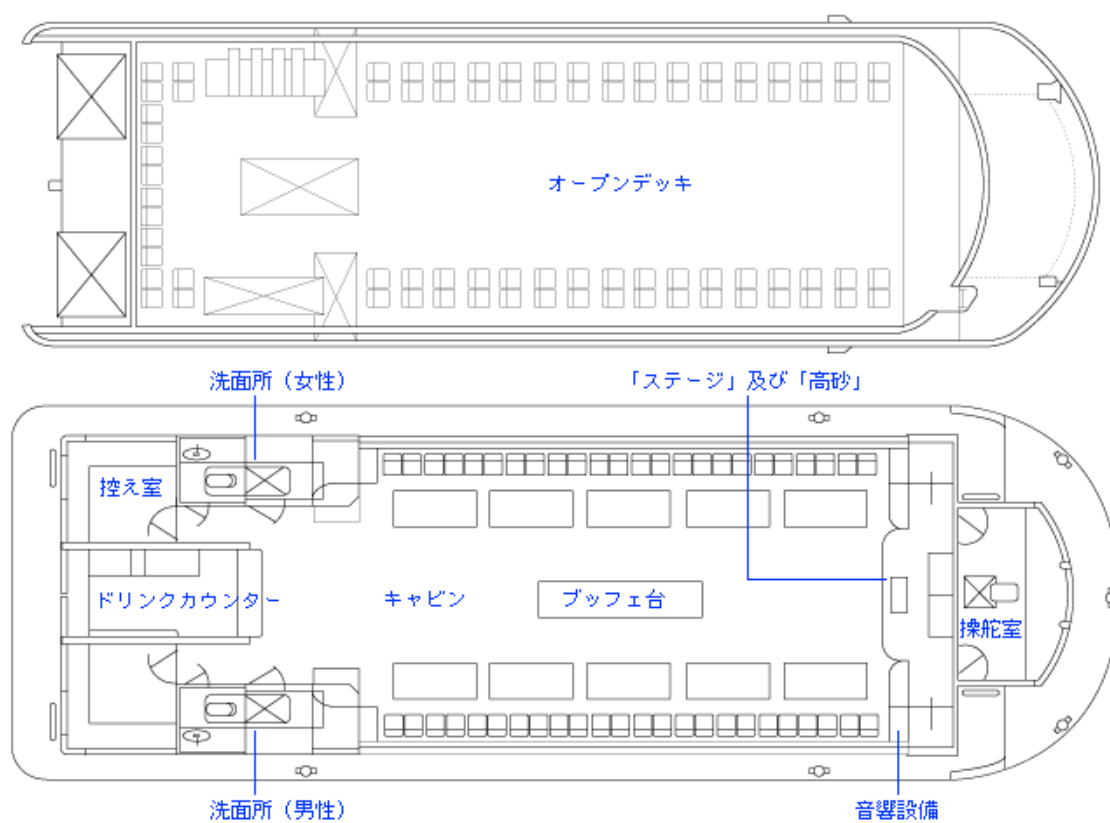 オープンデッキ
洗面所（女性）
「ステージ」及び「高砂」
控え室
ドリンクカウンター
キャビン
ブッフェ台
操舵室
洗面所（男性）
音響設備